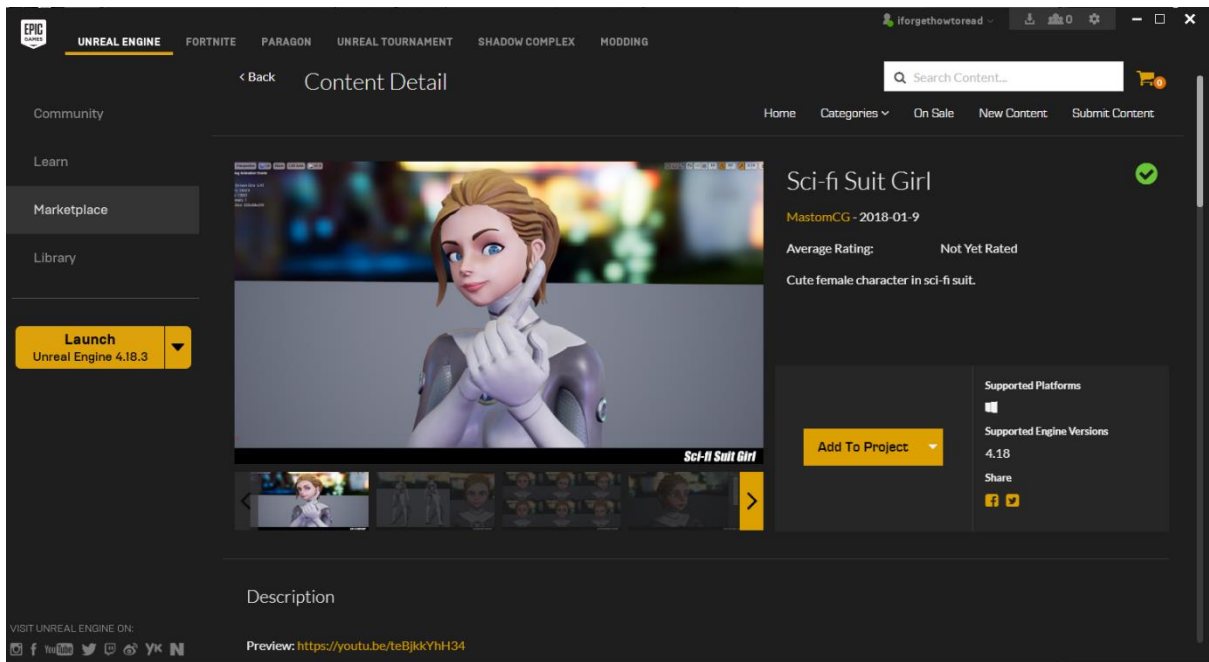 EPIC
GAMES
UNREAL ENGINE FORTNITE PARAGON UNREAL TOURNAMENT SHADOW COMPLEX MODDING
iforgethowtoread
0
< Back
Content Detail
Search Content...
0
Home Categories On Sale New Content Submit Content
Community
Learn
Marketplace
Library
Launch
Unreal Engine 4.18.3
Sci-fi Suit Girl
Sci-fi Suit Girl
MastomCG - 2018-01-9
Average Rating: Not Yet Rated
Cute female character in sci-fi suit.
Add To Project
Supported Platforms
Supported Engine Versions
4.18
Share
Description
Preview: https://youtu.be/teBjkkYhH34
VISIT UNREAL ENGINE ON:
You Tube